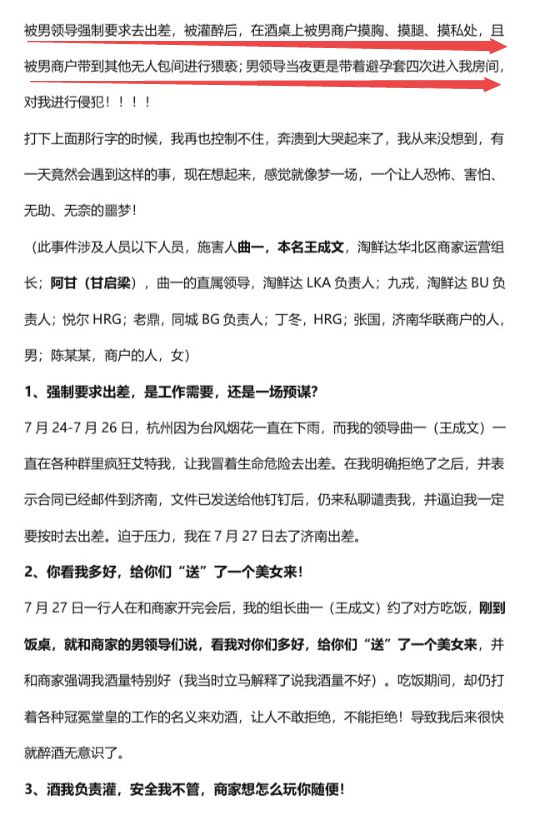 被男领导强制要求去出差，被灌醉后，在酒桌上被男商户摸胸、摸腿、摸私处，且
被男商户带到其他无人包间进行猥亵；男领导当夜更是带着避孕套四次进入我房间，
对我进行侵犯！！！！
打下上面那行字的时候，我再也控制不住，奔溃到大哭起来了，我从来没想到，有
一天竟然会遇到这样的事，现在想起来，感觉就像梦一场，一个让人恐怖、害怕、
无助、无奈的噩梦！
（此事件涉及人员以下人员，施害人曲一，本名王成文，淘鲜达华北区商家运营组
长；阿甘（甘启梁），曲一的直属领导，淘鲜达 LKA 负责人；九戎，淘鲜达 BU 负
责人；悦尔 HRG；老鼎，同城 BG 负责人；丁冬，HRG；张国，济南华联商户的人，
男；陈某某，商户的人，女）
1、强制要求出差，是工作需要，还是一场预谋？
7 月 24-7 月 26 日，杭州因为台风烟花一直在下雨，而我的领导曲一（王成文）一
直在各种群里疯狂艾特我，让我冒着生命危险去出差。在我明确拒绝了之后，并表
示合同已经邮件到济南，文件已发送给他钉钉后，仍来私聊谴责我，并逼迫我一定
要按时去出差。迫于压力，我在 7 月 27 日去了济南出差。
2、你看我多好，给你们“送”了一个美女来！
7 月 27 日一行人在和商家开完会后，我的组长曲一（王成文）约了对方吃饭，刚到
饭桌，就和商家的男领导们说，看我对你们多好，给你们“送”了一个美女来，并
和商家强调我酒量特别好（我当时立马解释了说我酒量不好）。吃饭期间，却仍打
着各种冠冕堂皇的工作的名义来劝酒，让人不敢拒绝，不能拒绝！导致我后来很快
就醉酒无意识了。
3、酒我负责灌，安全我不管，商家想怎么玩你随便！